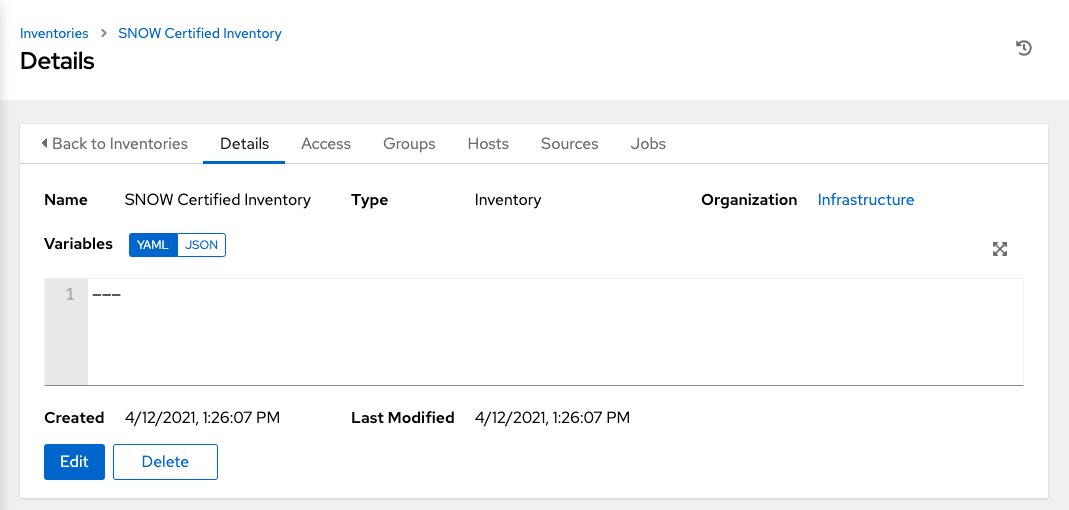 Inventories > SNOW Certified Inventory
Details
Back to Inventories Details Access Groups Hosts Sources Jobs
Name SNOW Certified Inventory Type Inventory Organization Infrastructure
Variables YAML JSON
1 ---
Created 4/12/2021, 1:26:07 PM Last Modified 4/12/2021, 1:26:07 PM
Edit Delete